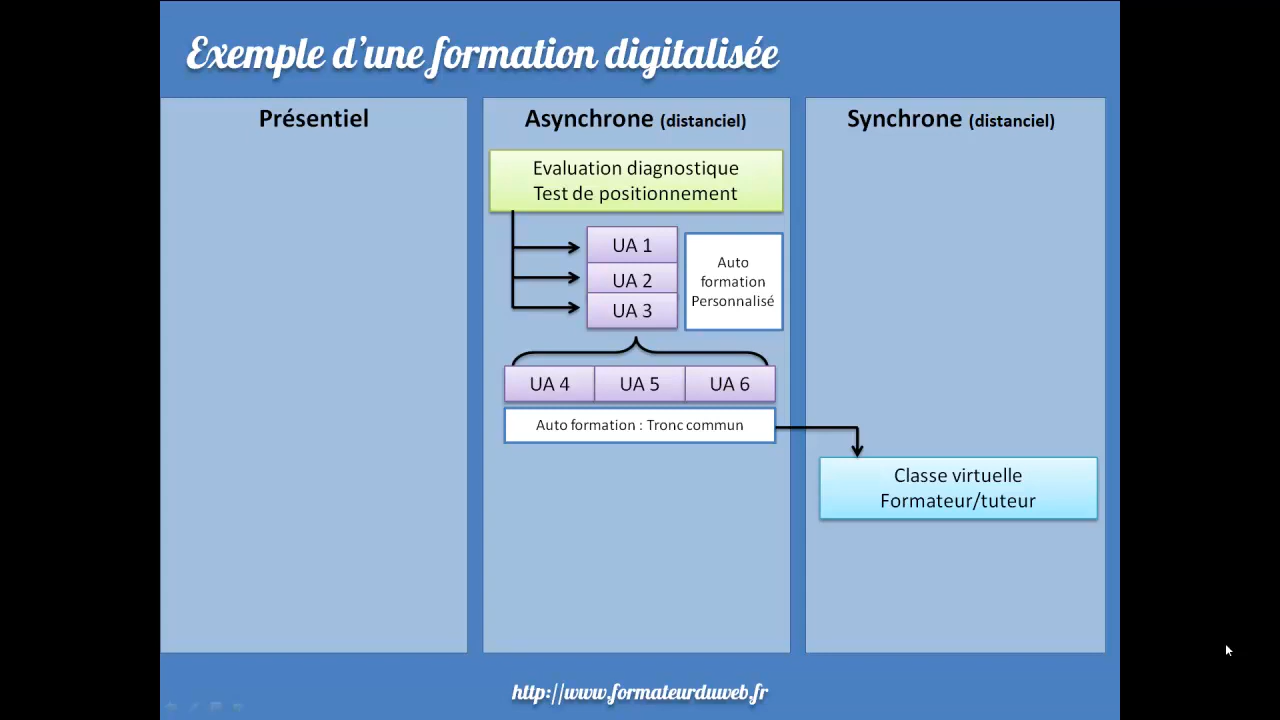 Exemple d'une formation digitalisée
Présentiel
Asynchrone (distanciel)
Synchrone (distanciel)
Evaluation diagnostique
Test de positionnement
UA 1
UA 2
UA 3
Auto
formation
Personnalisé
UA 4
UA 5
UA 6
Auto formation : Tronc commun
Classe virtuelle
Formateur/tuteur
http://www.formateurduweb.fr